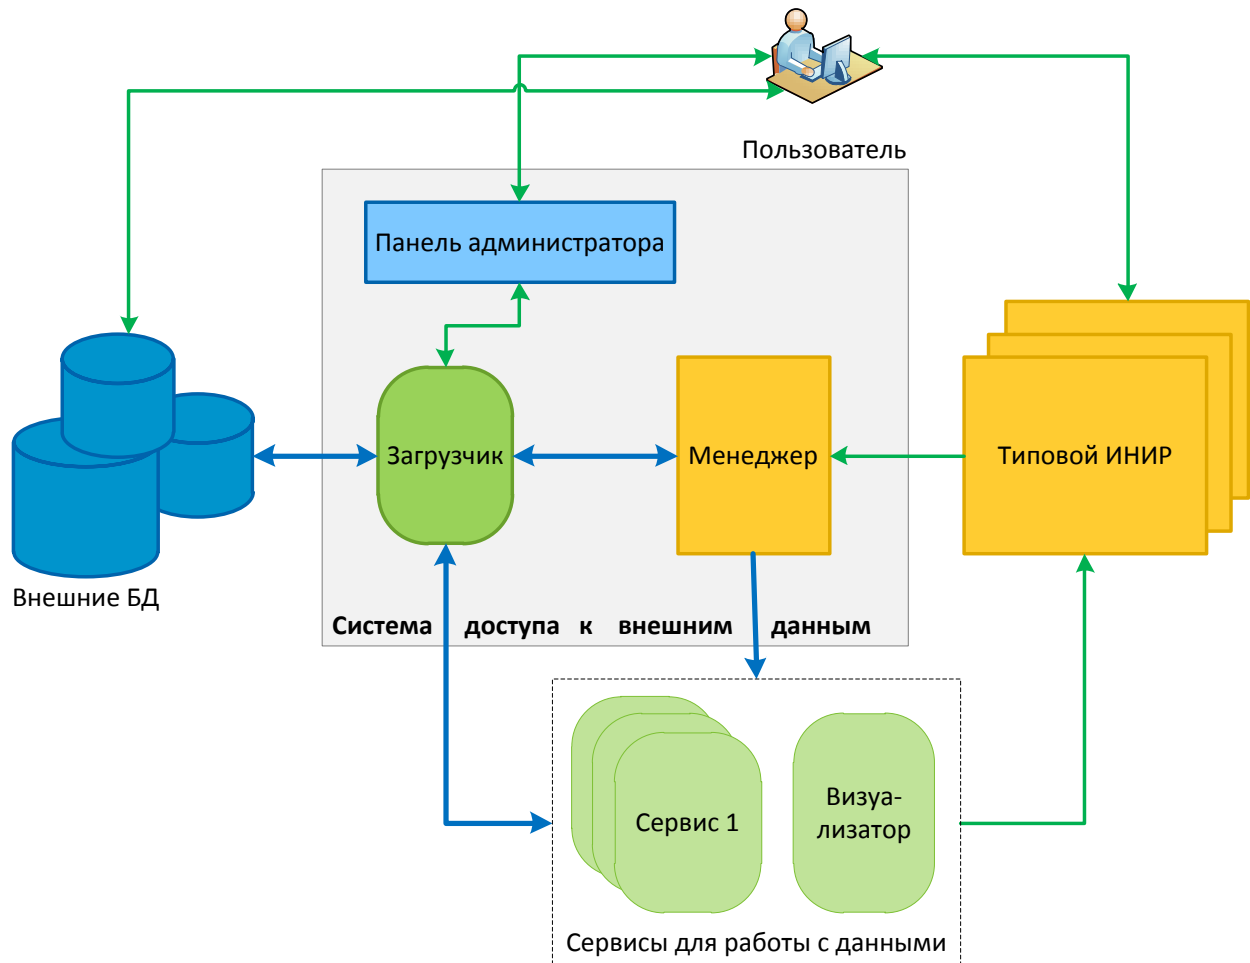 Пользователь
Панель администратора
Загрузчик
Менеджер
Типовой ИНИР
Внешние БД
Система доступа к внешним данным
Сервис 1
Визуа-
лизатор
Сервисы для работы с данными